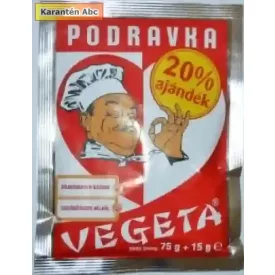 Karantén Abc
PODRAVKA
20%
ajándék
VEGETA®
75 g + 15 g e